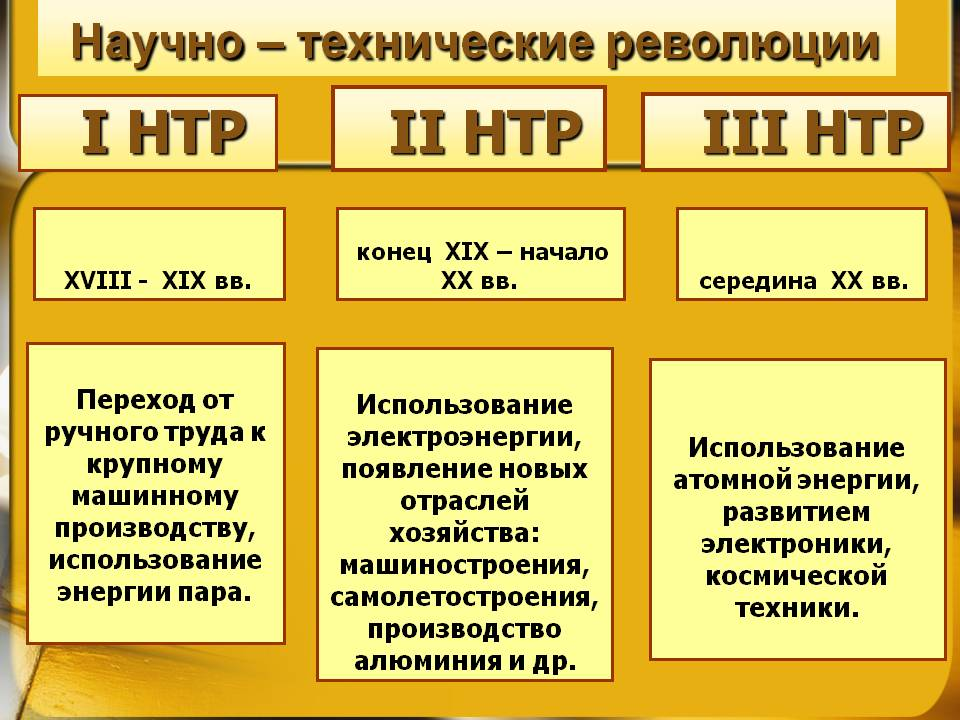 Научно – технические революции
I НТР
II НТР
III НТР
XVIII - XIX вв.
конец XIX – начало
XX вв.
середина XX вв.
Переход от
ручного труда к
крупному
машинному
производству,
использование
энергии пара.
Использование
электроэнергии,
появление новых
отраслей
хозяйства:
машиностроения,
самолетостроения,
производство
алюминия и др.
Использование
атомной энергии,
развитием
электроники,
космической
техники.